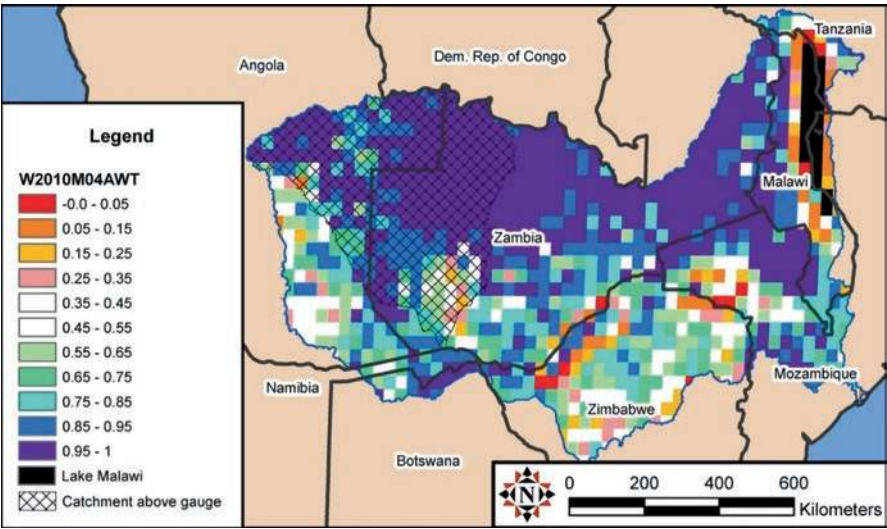 Tanzania
Dem. Rep. of Congo
Angola
Legend
W2010M04AWT
-0.0 - 0.05
0.05 - 0.15
0.15 - 0.25
0.25 - 0.35
0.35 - 0.45
0.45 - 0.55
0.55 - 0.65
0.65 - 0.75
0.75 - 0.85
0.85 - 0.95
0.95 - 1
Lake Malawi
Catchment above gauge
Malawi
Zambia
Namibia
Mozambique
Zimbabwe
Botswana
N
0 200 400 600
Kilometers